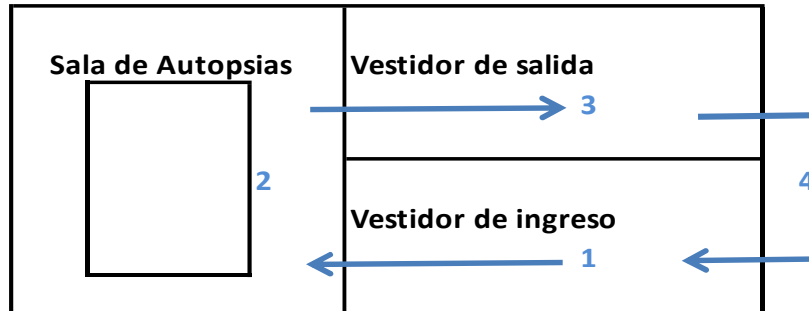 Sala de Autopsias
Vestidor de salida
3
2
4
Vestidor de ingreso
1